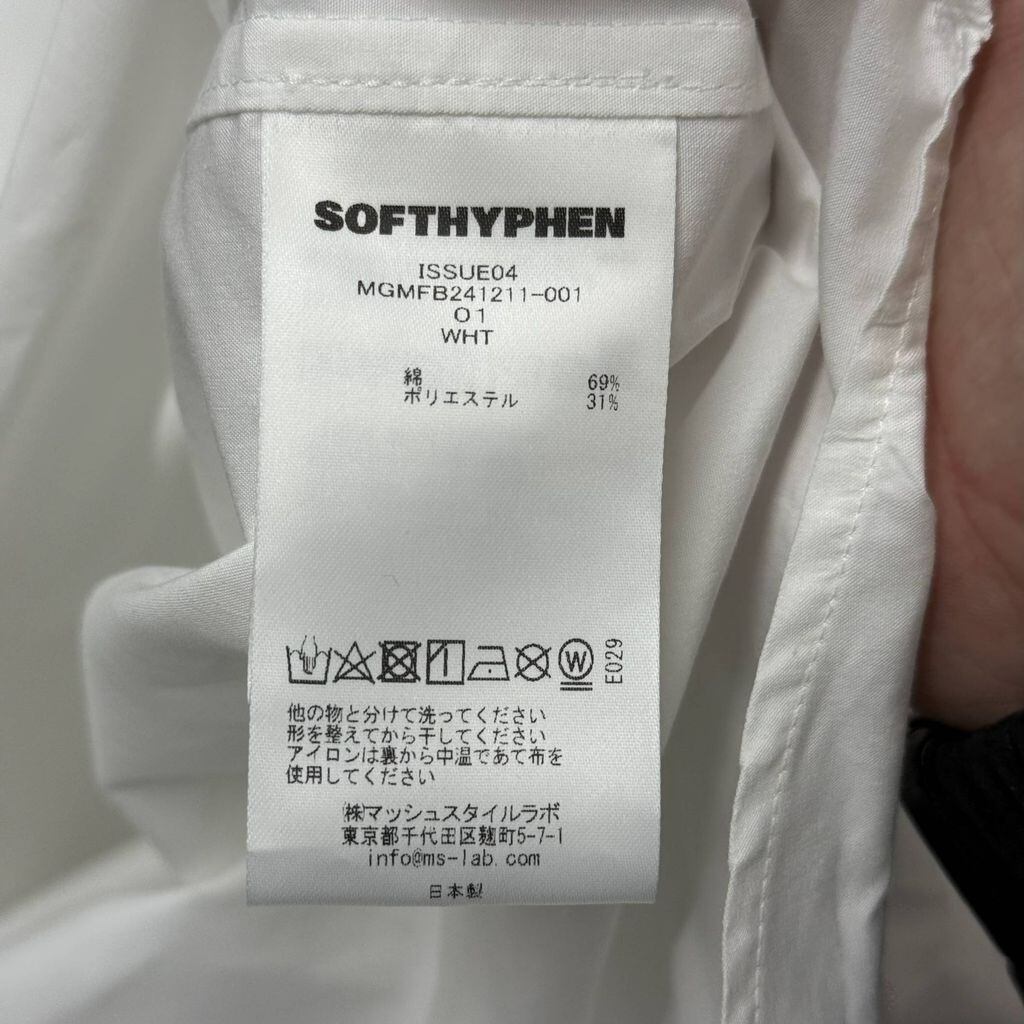 SOFTHYPHEN
ISSUE04
MGMFB241211-001
01
WHT
綿 69%
ポリエステル 31%
W
E029
他の物と分けて洗ってください
形を整えてから干してください
アイロンは裏から中温であて布を
使用してください
㈱マッシュスタイルラボ
東京都千代田区麹町5-7-1
info@ms-lab.com
日本製